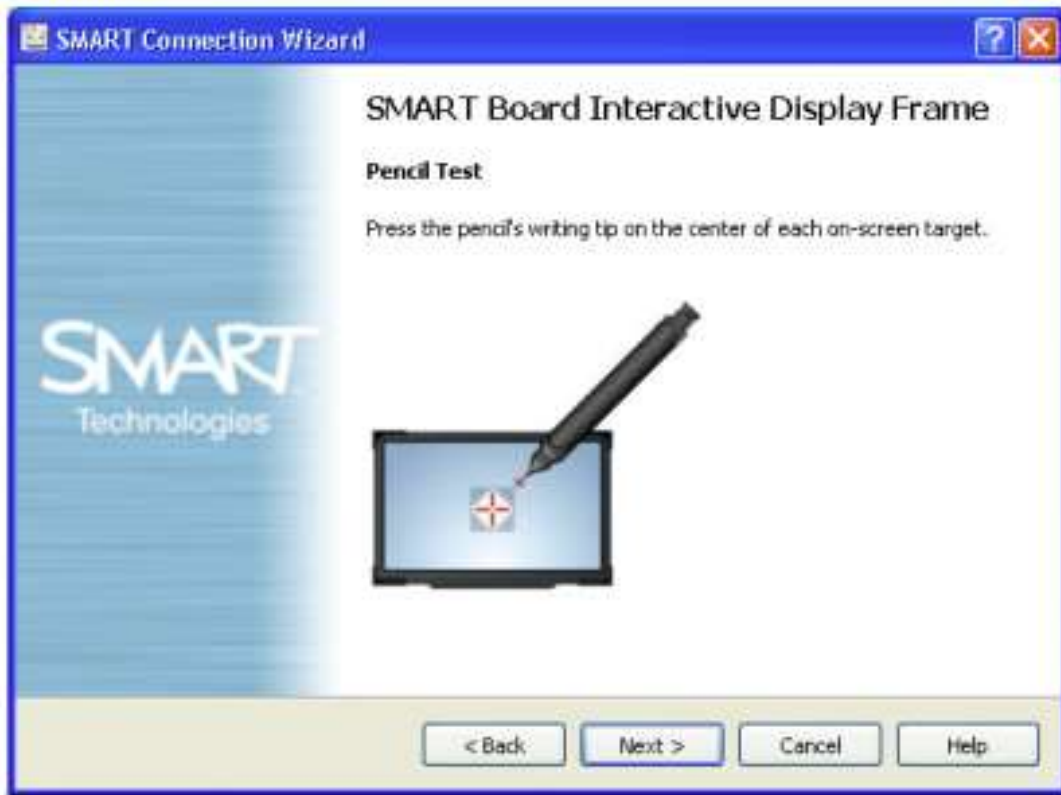 SMART Connection Wizard
SMART Board Interactive Display Frame
Pencil Test
Press the pencil's writing tip on the center of each on-screen target.
SMART
Technologies
< Back
Next >
Cancel
Help